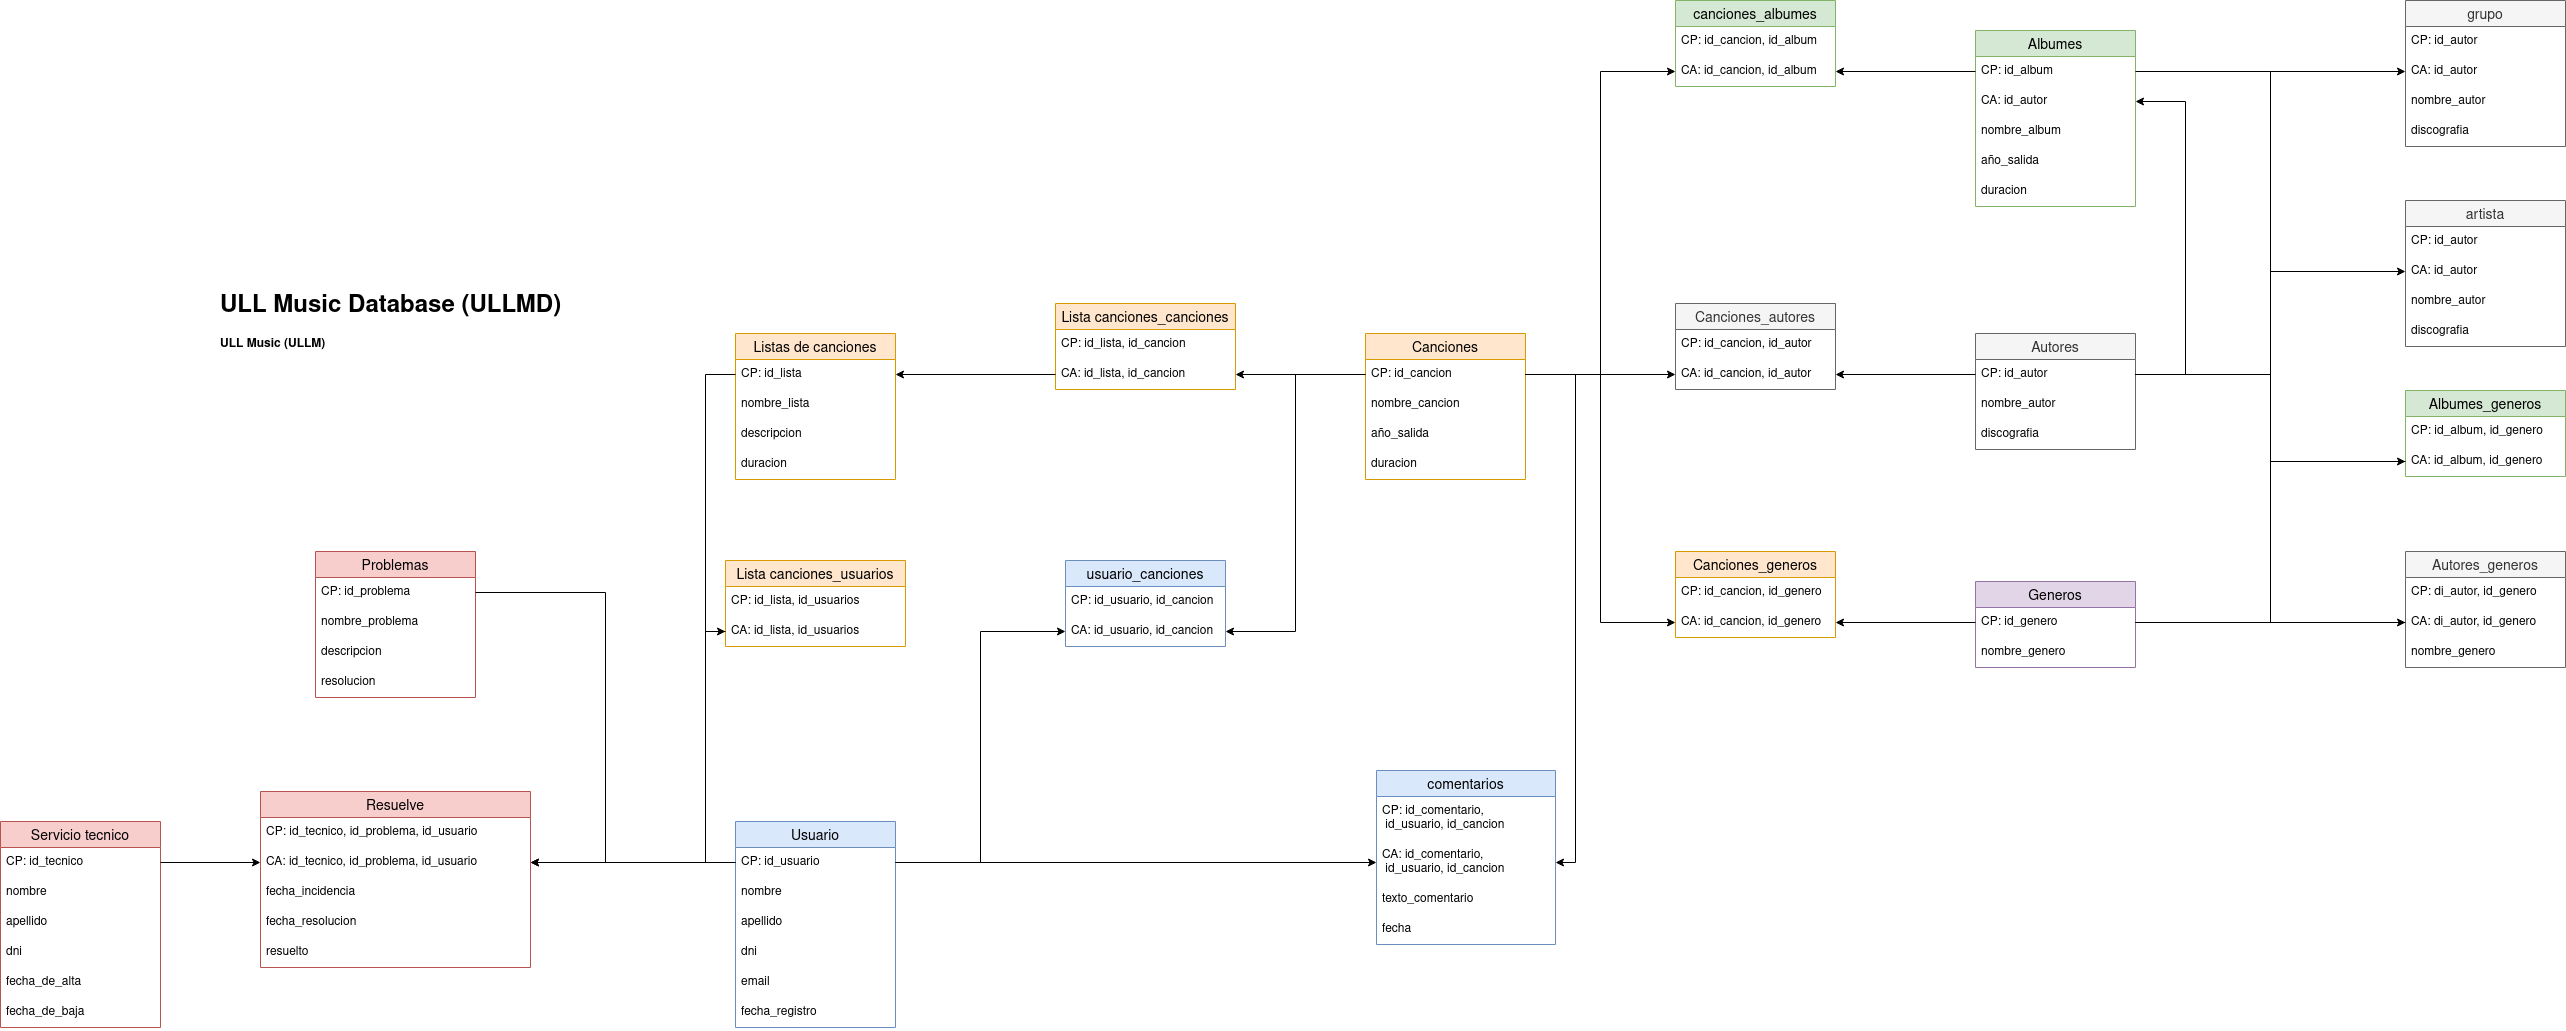 ULL Music Database (ULLMD)
ULL Music (ULLM)
canciones_albumes
CP: id_cancion, id_album
CA: id_cancion, id_album
Albumes
CP: id_album
CA: id_autor
nombre_album
año_salida
duracion
grupo
CP: id_autor
CA: id_autor
nombre_autor
discografia
artista
CP: id_autor
CA: id_autor
nombre_autor
discografia
Listas de canciones
CP: id_lista
nombre_lista
descripcion
duracion
Lista canciones_canciones
CP: id_lista, id_cancion
CA: id_lista, id_cancion
Canciones
CP: id_cancion
nombre_cancion
año_salida
duracion
Canciones_autores
CP: id_cancion, id_autor
CA: id_cancion, id_autor
Autores
CP: id_autor
nombre_autor
discografia
Albumes_generos
CP: id_album, id_genero
CA: id_album, id_genero
Problemas
CP: id_problema
nombre_problema
descripcion
resolucion
Lista canciones_usuarios
CP: id_lista, id_usuarios
CA: id_lista, id_usuarios
usuario_canciones
CP: id_usuario, id_cancion
CA: id_usuario, id_cancion
Canciones_generos
CP: id_cancion, id_genero
CA: id_cancion, id_genero
Generos
CP: id_genero
nombre_genero
Autores_generos
CP: di_autor, id_genero
CA: di_autor, id_genero
nombre_genero
Servicio tecnico
CP: id_tecnico
nombre
apellido
dni
fecha_de_alta
fecha_de_baja
Resuelve
CP: id_tecnico, id_problema, id_usuario
CA: id_tecnico, id_problema, id_usuario
fecha_incidencia
fecha_resolucion
resuelto
Usuario
CP: id_usuario
nombre
apellido
dni
email
fecha_registro
comentarios
CP: id_comentario,
id_usuario, id_cancion
CA: id_comentario,
id_usuario, id_cancion
texto_comentario
fecha